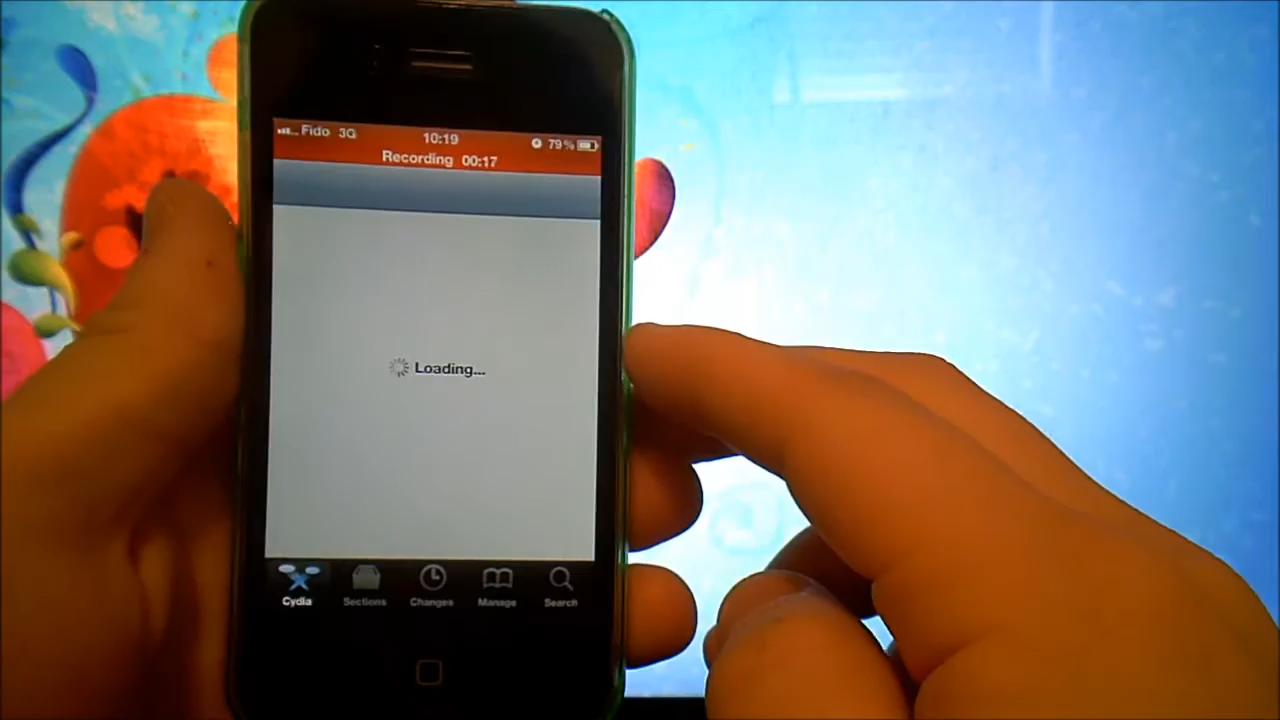 Fido 3G 10:19 79%
Recording 00:17
Loading...
Cydia Sections Changes Manage Search